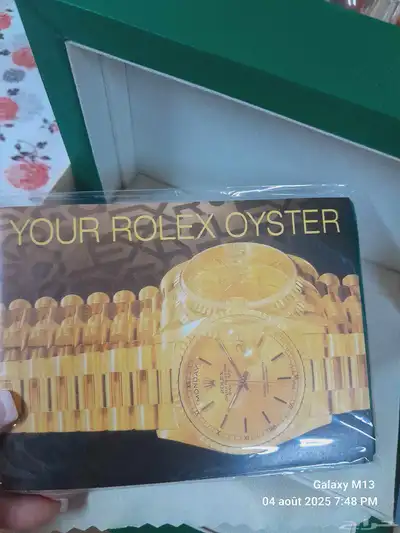 YOUR ROLEX OYSTER
Galaxy M13
04 août 2025 7:48 PM